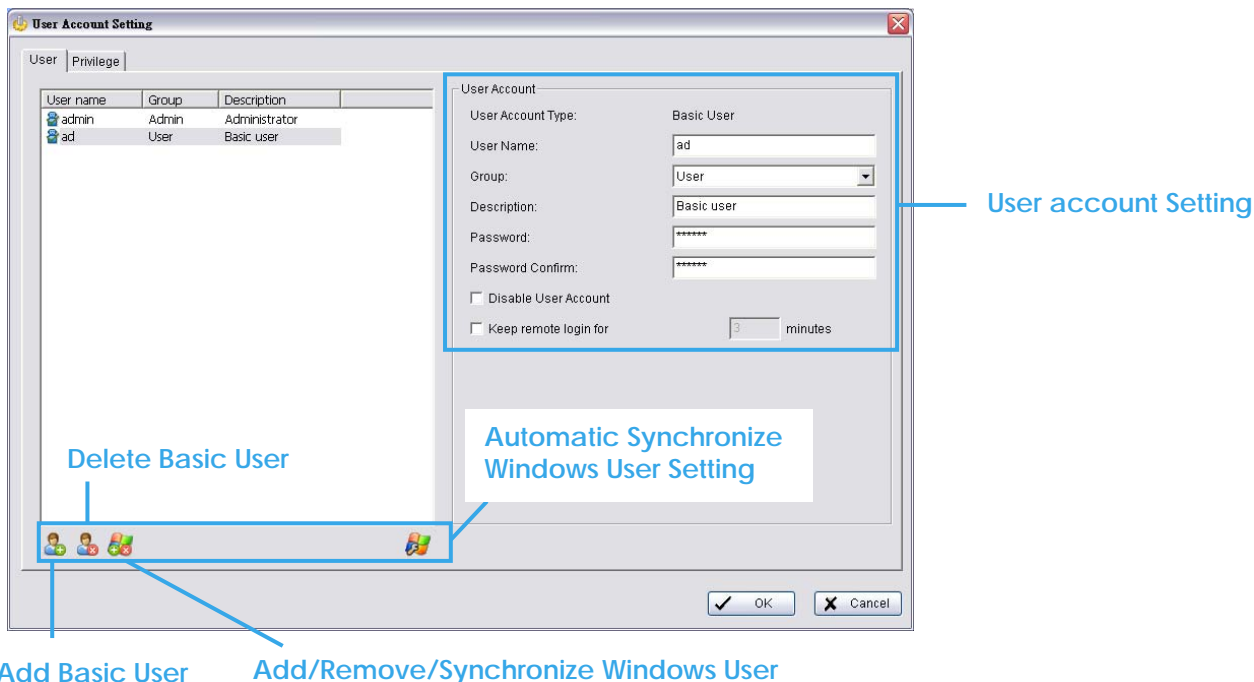 User Account Setting
User Privilege
User name Group Description
admin Admin Administrator
ad User Basic user
User Account
User Account Type: Basic User
User Name: ad
Group: User
Description: Basic user
Password: ******
Password Confirm: ******
Disable User Account
Keep remote login for 3 minutes
User account Setting
Automatic Synchronize
Windows User Setting
Delete Basic User
OK Cancel
Add Basic User
Add/Remove/Synchronize Windows User